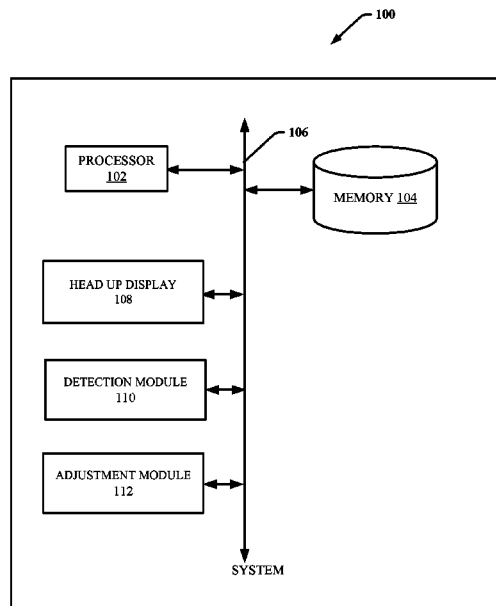 100
106
PROCESSOR
102
MEMORY 104
HEAD UP DISPLAY
108
DETECTION MODULE
110
ADJUSTMENT MODULE
112
SYSTEM